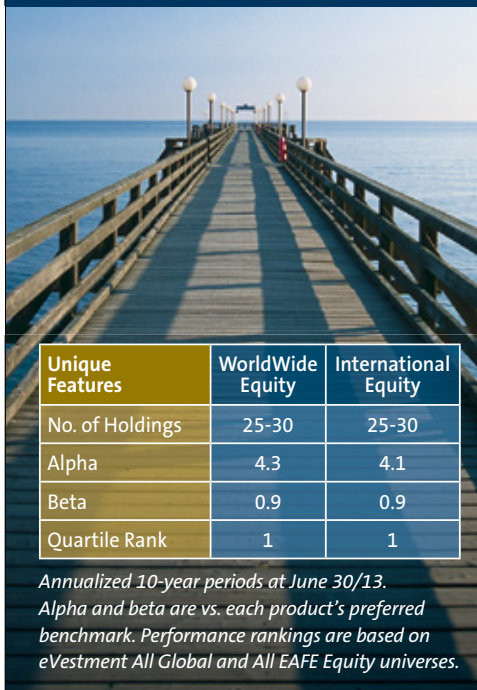 Unique Features WorldWide Equity International Equity
No. of Holdings 25-30 25-30
Alpha 4.3 4.1
Beta 0.9 0.9
Quartile Rank 1 1
Annualized 10-year periods at June 30/13.
Alpha and beta are vs. each product’s preferred
benchmark. Performance rankings are based on
eVestment All Global and All EAFE Equity universes.